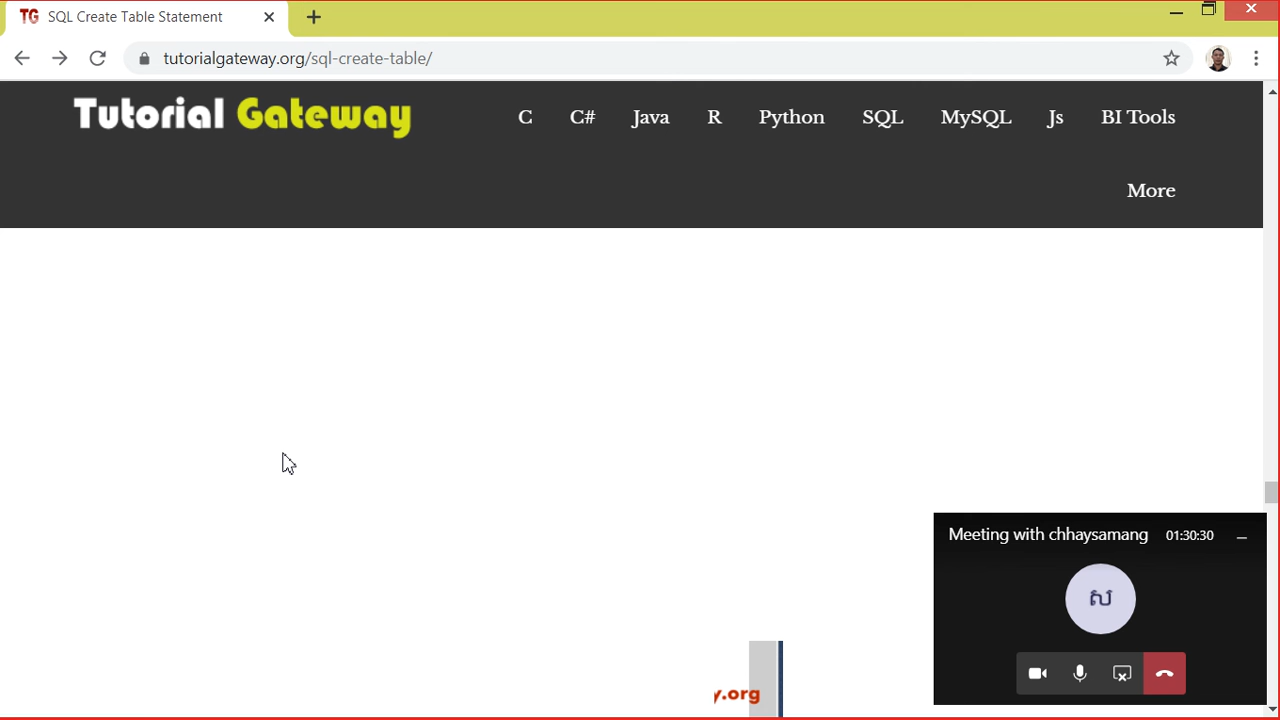 SQL Create Table Statement
tutorialgateway.org/sql-create-table/
Tutorial Gateway
C C# Java R Python SQL MySQL Js BI Tools
More
Meeting with chhaysamang 01:30:30
ស
y.org